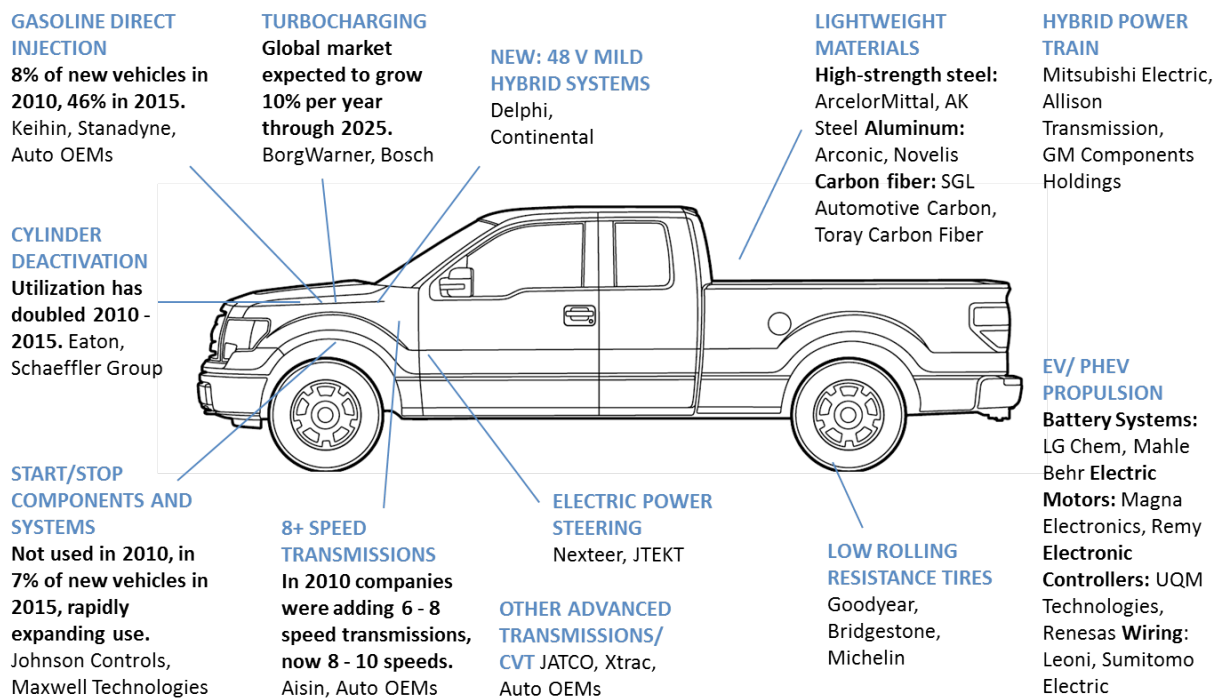 GASOLINE DIRECT
INJECTION
8% of new vehicles in
2010, 46% in 2015.
Keihin, Stanadyne,
Auto OEMs
TURBOCHARGING
Global market
expected to grow
10% per year
through 2025.
BorgWarner, Bosch
NEW: 48 V MILD
HYBRID SYSTEMS
Delphi,
Continental
LIGHTWEIGHT
MATERIALS
High-strength steel:
ArcelorMittal, AK
Steel Aluminum:
Arconic, Novelis
Carbon fiber: SGL
Automotive Carbon,
Toray Carbon Fiber
HYBRID POWER
TRAIN
Mitsubishi Electric,
Allison
Transmission,
GM Components
Holdings
CYLINDER
DEACTIVATION
Utilization has
doubled 2010 -
2015. Eaton,
Schaeffler Group
START/STOP
COMPONENTS AND
SYSTEMS
Not used in 2010, in
7% of new vehicles in
2015, rapidly
expanding use.
Johnson Controls,
Maxwell Technologies
8+ SPEED
TRANSMISSIONS
In 2010 companies
were adding 6 - 8
speed transmissions,
now 8 - 10 speeds.
Aisin, Auto OEMs
ELECTRIC POWER
STEERING
Nexteer, JTEKT
OTHER ADVANCED
TRANSMISSIONS/
CVT JATCO, Xtrac,
Auto OEMs
LOW ROLLING
RESISTANCE TIRES
Goodyear,
Bridgestone,
Michelin
EV/ PHEV
PROPULSION
Battery Systems:
LG Chem, Mahle
Behr Electric
Motors: Magna
Electronics, Remy
Electronic
Controllers: UQM
Technologies,
Renesas Wiring:
Leoni, Sumitomo
Electric